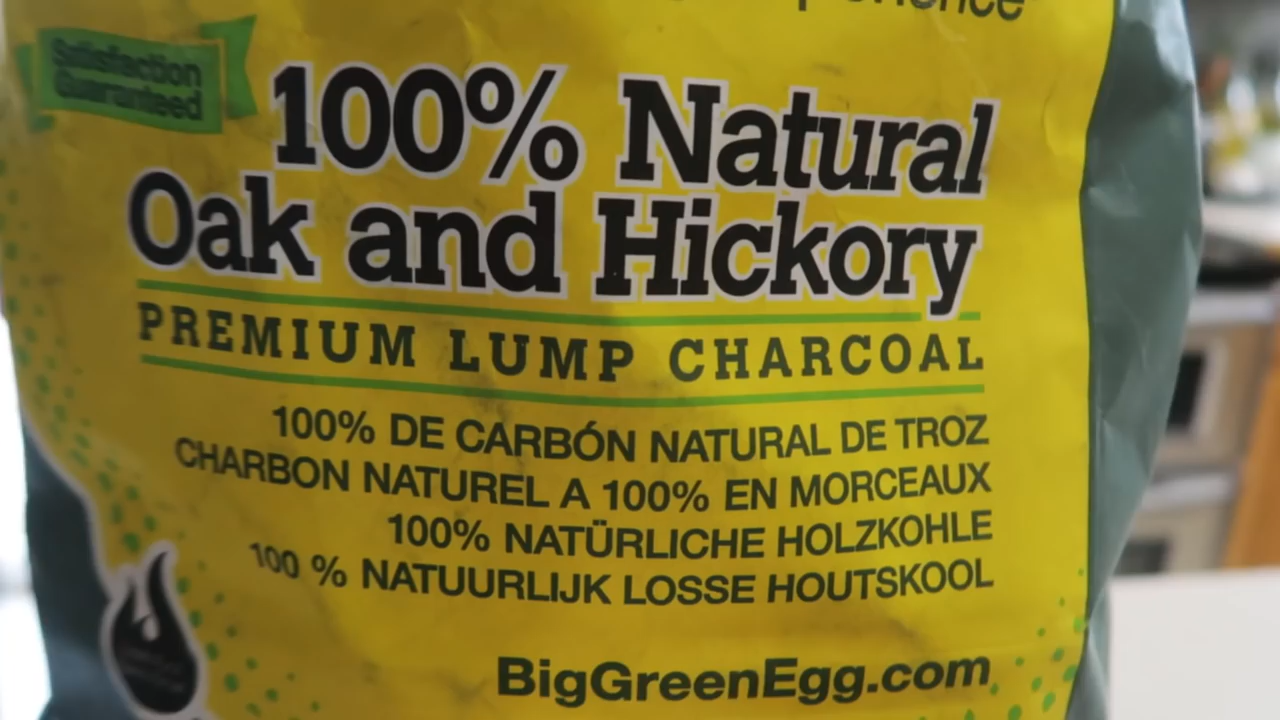 Satisfaction
Guaranteed
100% Natural
Oak and Hickory
PREMIUM LUMP CHARCOAL
100% DE CARBÓN NATURAL DE TROZ
CHARBON NATUREL A 100% EN MORCEAUX
100% NATÜRLICHE HOLZKOHLE
100 % NATUURLIJK LOSSE HOUTSKOOL
BigGreenEgg.com